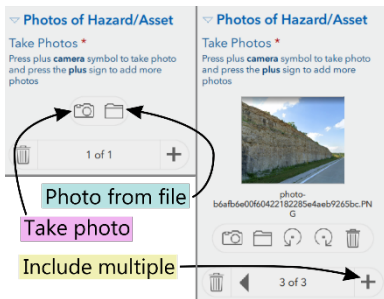 Photos of Hazard/Asset
Take Photos *
Press plus camera symbol to take photo
and press the plus sign to add more
photos
1 of 1
Photo from file
Take photo
Include multiple
Photos of Hazard/Asset
Take Photos *
Press plus camera symbol to take photo
and press the plus sign to add more
photos
photo-
b6afb6e00f60422182285e4aeb9265bc.PN
G
3 of 3